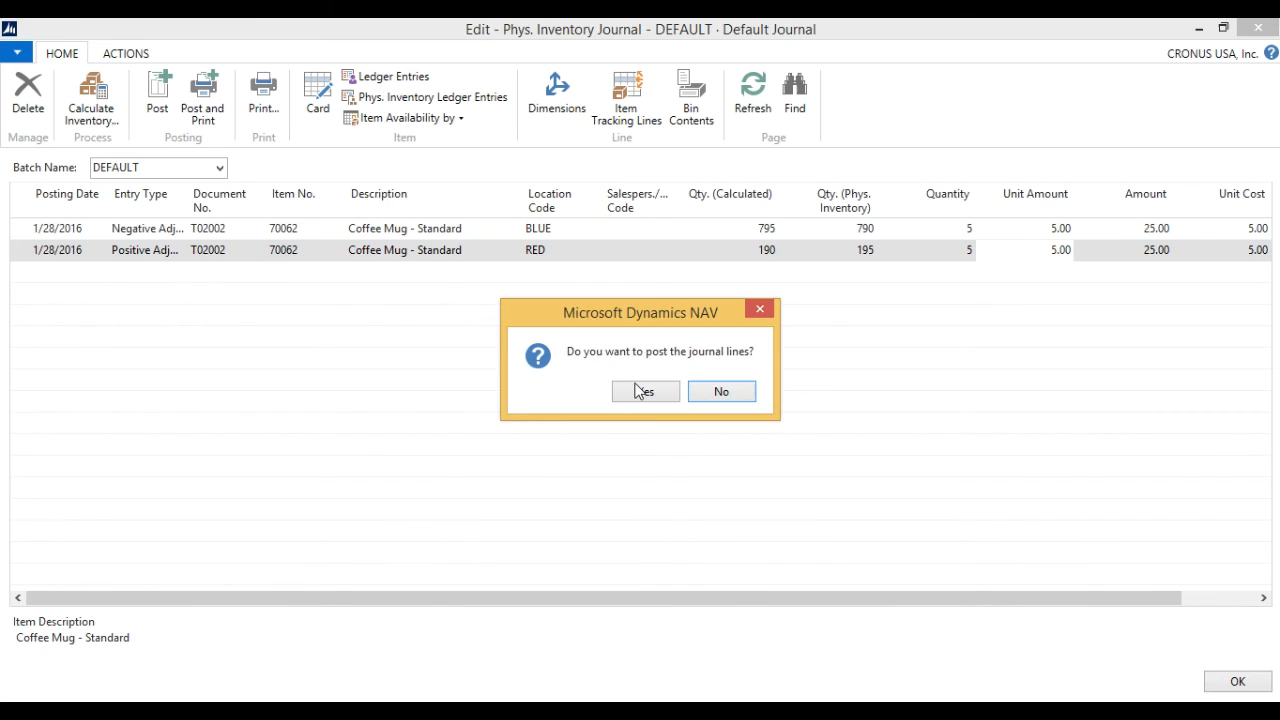 Edit - Phys. Inventory Journal - DEFAULT · Default Journal
HOME ACTIONS CRONUS USA, Inc.
Delete
Calculate Inventory...
Post
Post and Print
Print...
Card
Ledger Entries
Phys. Inventory Ledger Entries
Item Availability by
Dimensions
Item Tracking Lines
Bin Contents
Refresh
Find
Manage Process Posting Print Item Line Page
Batch Name: DEFAULT
Posting Date Entry Type Document No. Item No. Description Location Code Salespers./... Code Qty. (Calculated) Qty. (Phys. Inventory) Quantity Unit Amount Amount Unit Cost
1/28/2016 Negative Adj... T02002 70062 Coffee Mug - Standard BLUE 795 790 5 5.00 25.00 5.00
1/28/2016 Positive Adj... T02002 70062 Coffee Mug - Standard RED 190 195 5 5.00 25.00 5.00
Microsoft Dynamics NAV
Do you want to post the journal lines?
Yes No
Item Description
Coffee Mug - Standard
OK